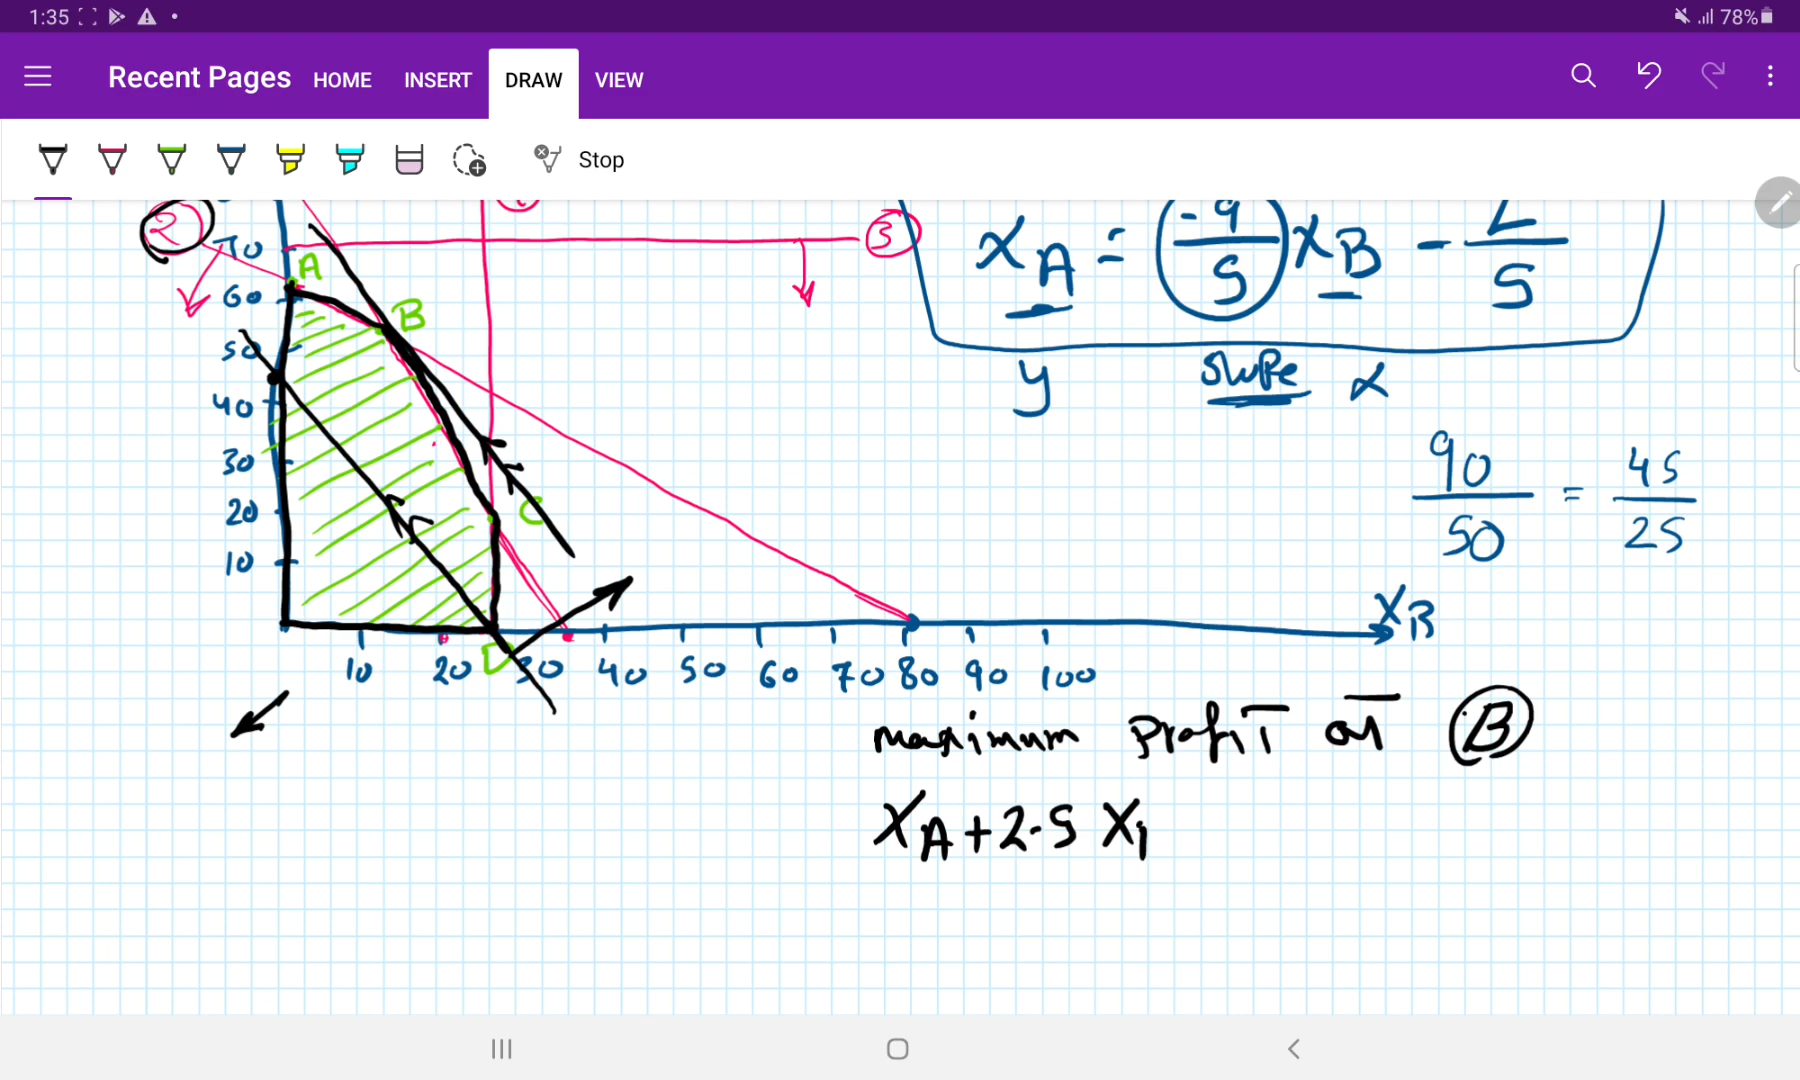 1:35
78%
Recent Pages HOME INSERT DRAW VIEW
Stop
2
70
3
A
60
B
50
40
30
20
C
10
D
10 20 30 40 50 60 70 80 90 100
XB
XA = -9/5 XB - L/5
y slope x
90/50 = 45/25
maximum Profit at B
XA+2.5 X1